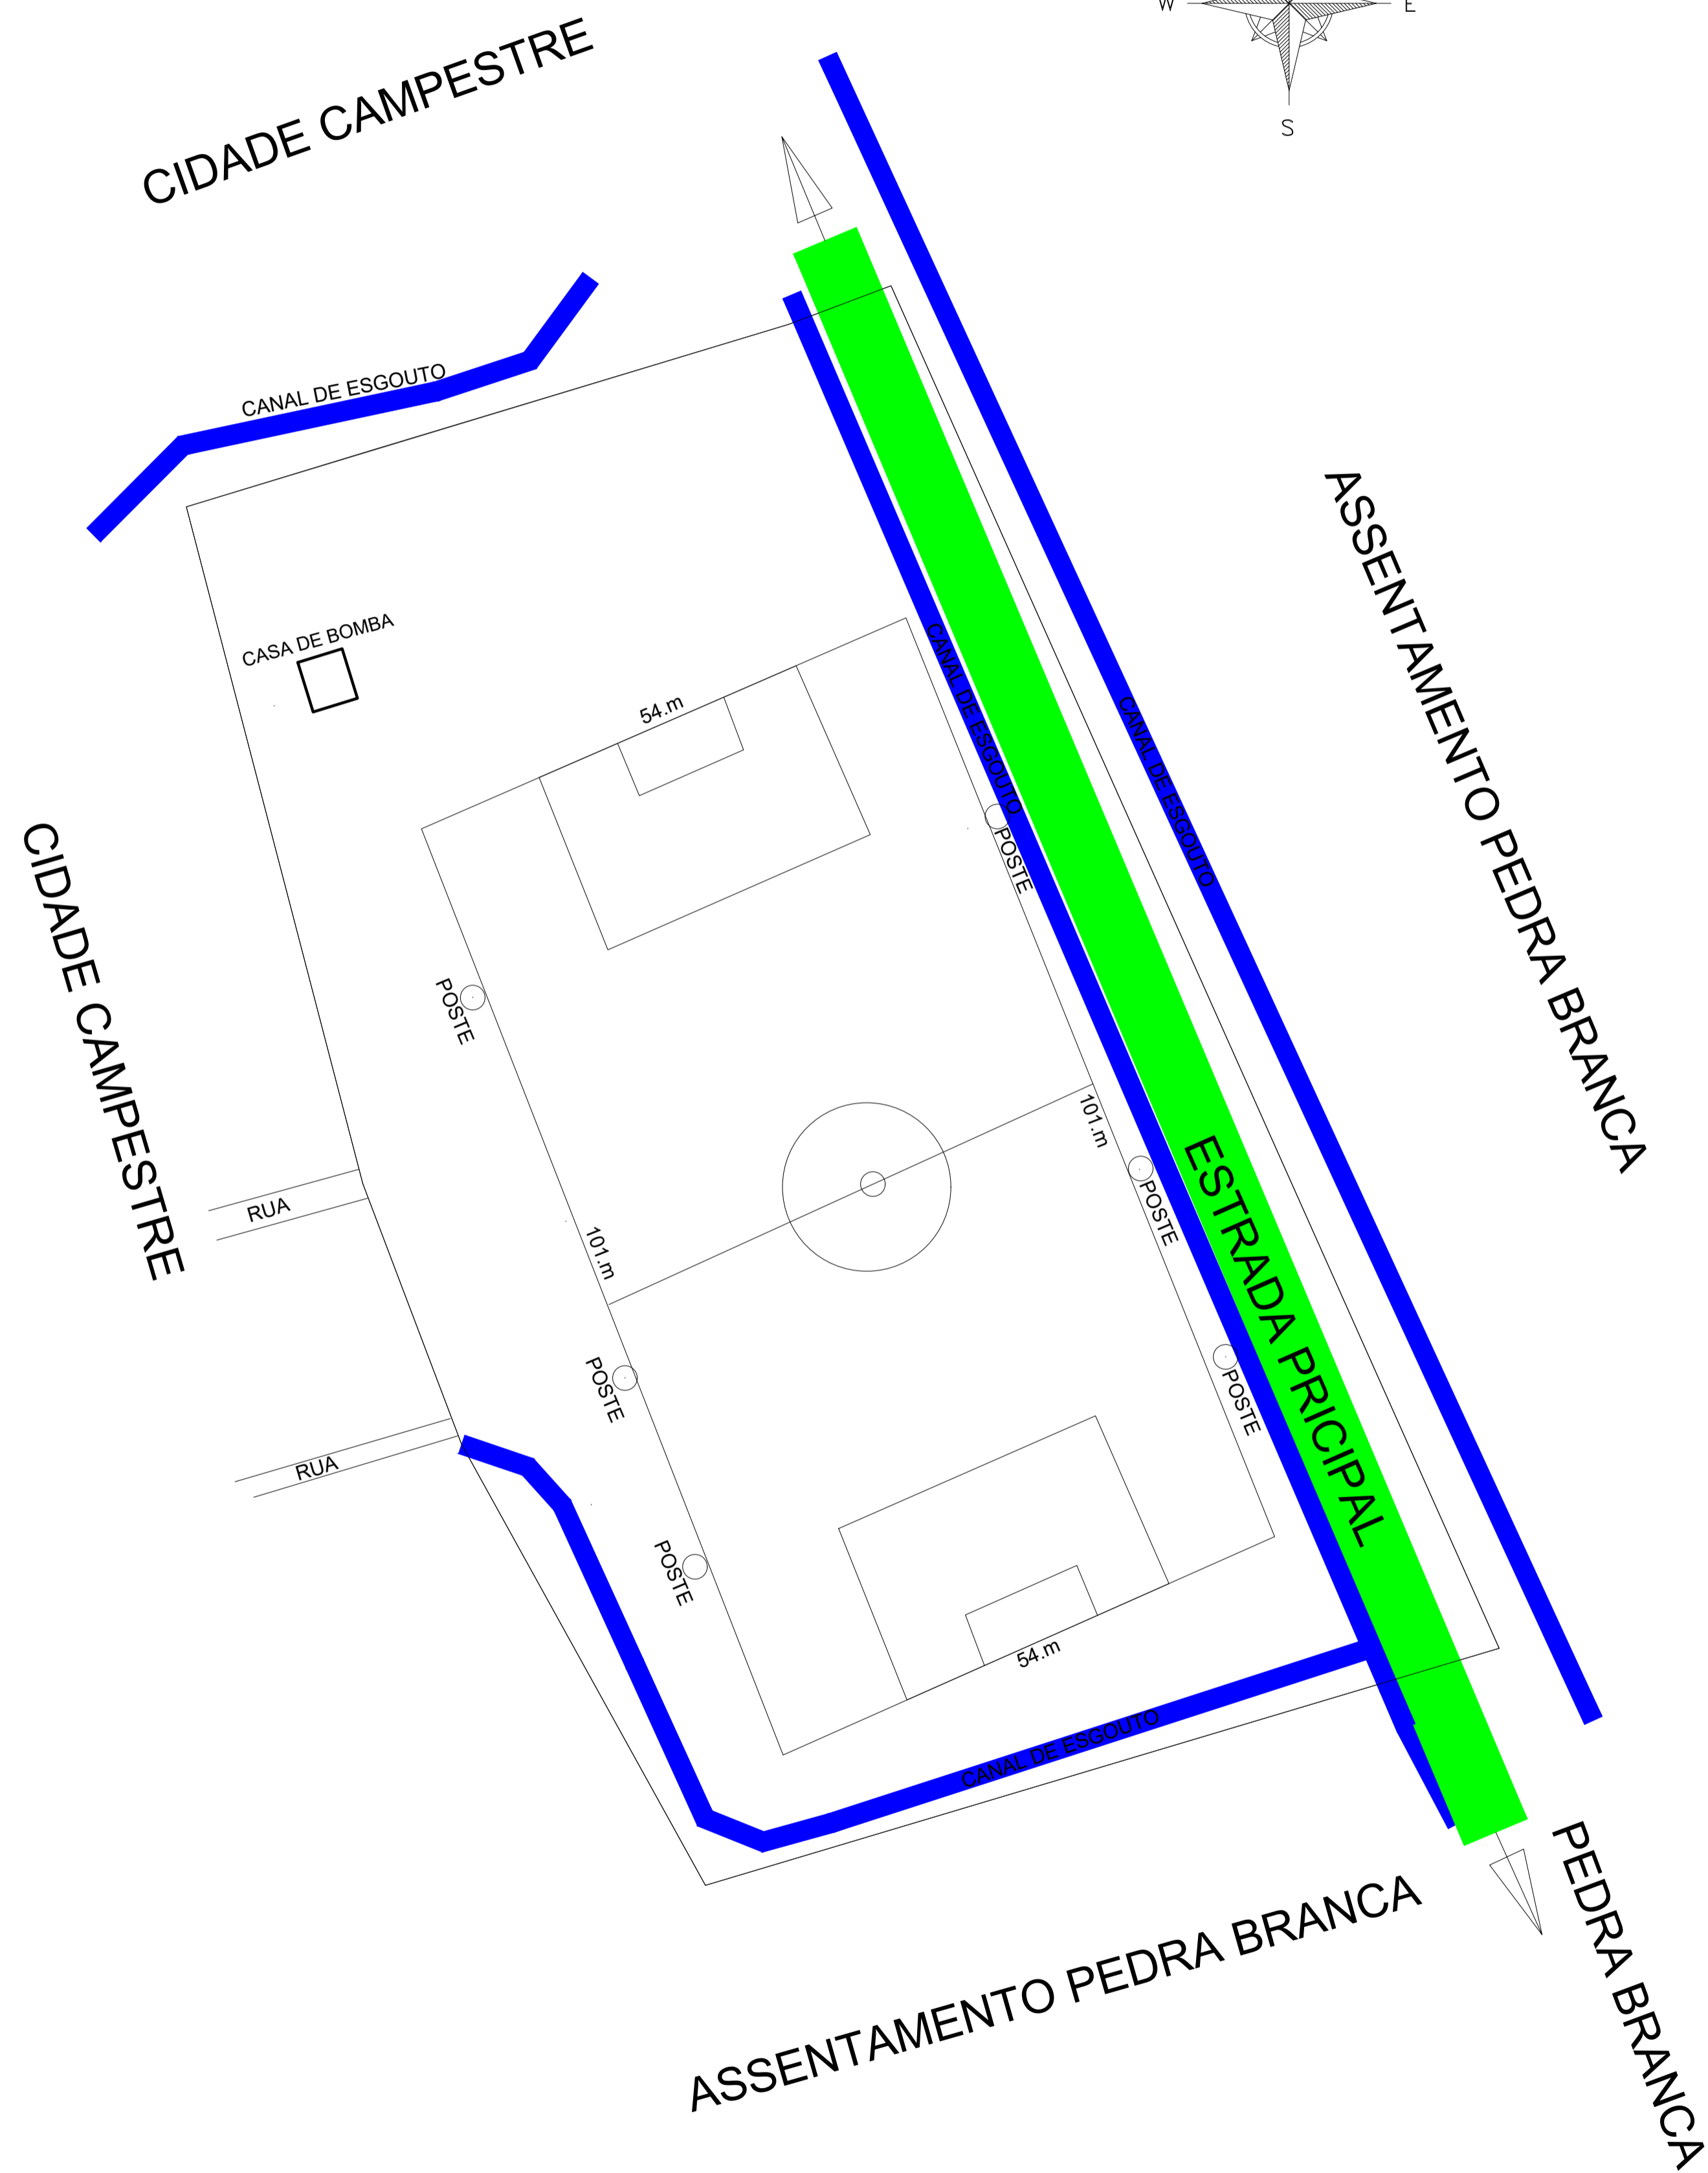 W
E
S
CIDADE CAMPESTRE
CANAL DE ESGOUTO
CASA DE BOMBA
54.m
CANAL DE ESGOUTO
CANAL DE ESGOUTO
ASSENTAMENTO PEDRA BRANCA
POSTE
CIDADE CAMPESTRE
POSTE
101.m
POSTE
RUA
101.m
ESTRADA PRICIPAL
POSTE
POSTE
RUA
POSTE
54.m
CANAL DE ESGOUTO
PEDRA BRANCA
ASSENTAMENTO PEDRA BRANCA